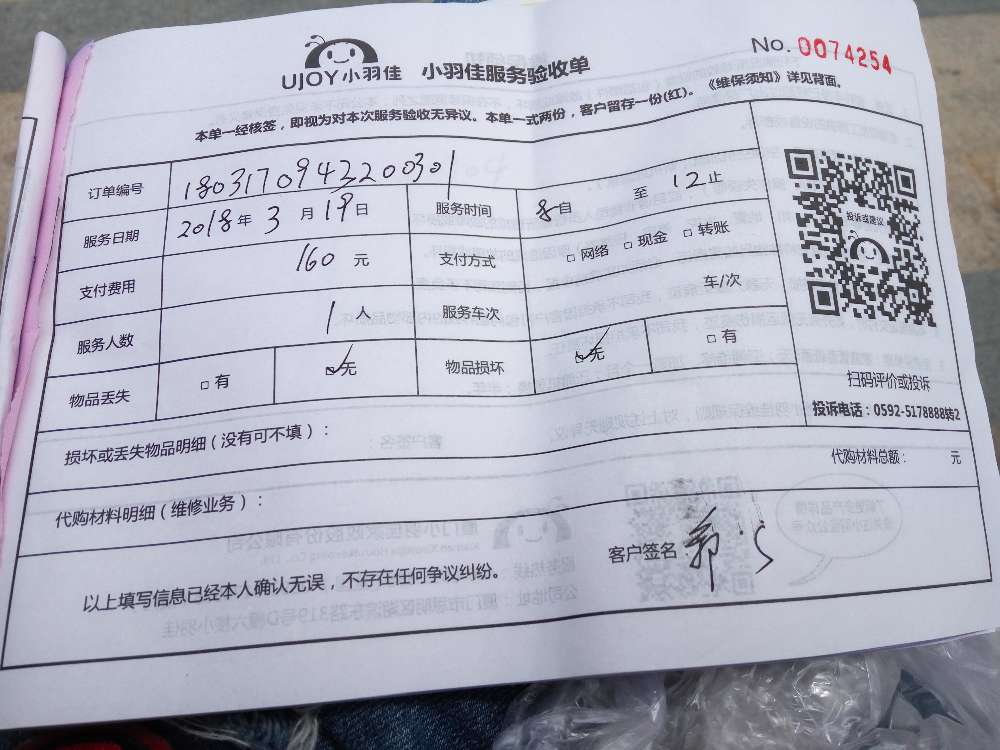 No. 0074254
UJOY小羽佳 小羽佳服务验收单
本单一经核签，即视为对本次服务验收无异议。本单一式两份，客户留存一份(红)。《维保须知》详见背面。
订单编号 18031709432200301
服务日期 2018年 3 月 19 日 服务时间 8自 至 12止
支付费用 160 元 支付方式 □网络 □现金 □转账
服务人数 1 人 服务车次 车/次
物品丢失 □有 □无 物品损坏 □无 □有
投诉或建议
扫码评价或投诉
投诉电话：0592-5178888转2
损坏或丢失物品明细（没有可不填）：
代购材料明细（维修业务）： 代购材料总额： 元
以上填写信息已经本人确认无误，不存在任何争议纠纷。 客户签名：郭